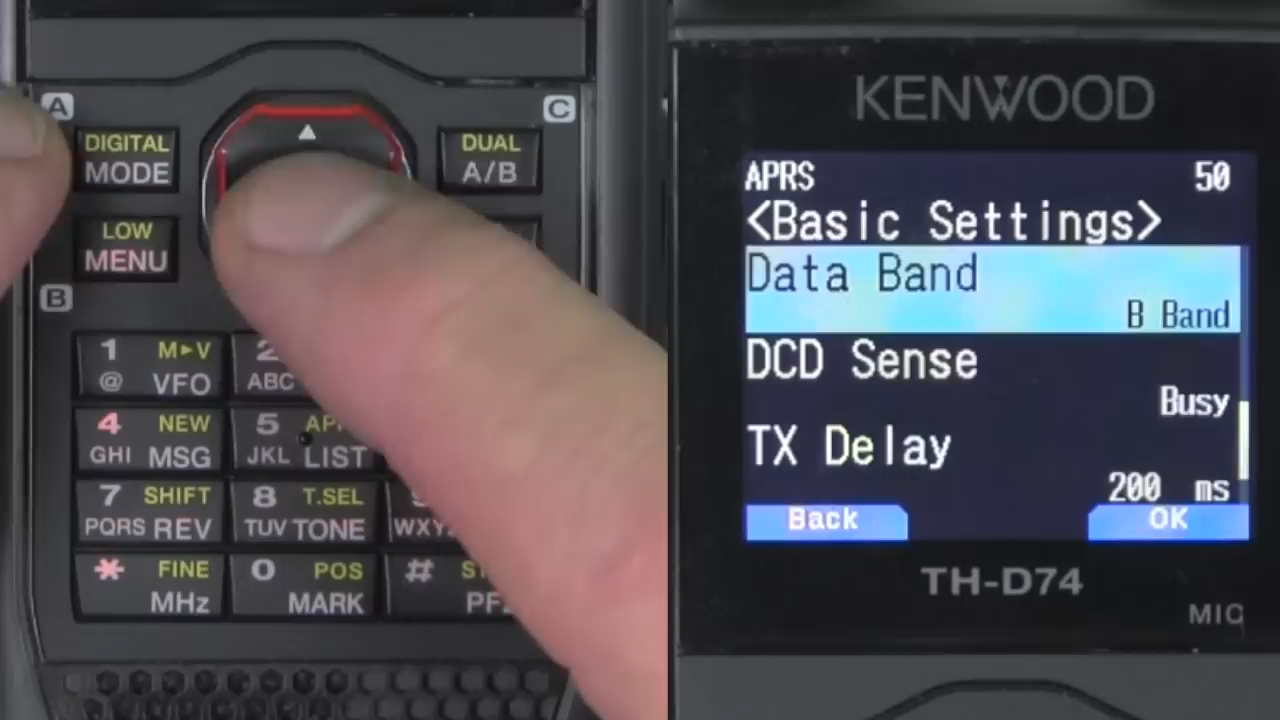 A
C
DIGITAL
MODE
DUAL
A/B
LOW
MENU
B
1 M►V
@ VFO
2
ABC
4 NEW
GHI MSG
5
JKL LIST
7 SHIFT
PQRS REV
8 T.SEL
TUV TONE
* FINE
MHz
0 POS
MARK
#
KENWOOD
APRS 50
<Basic Settings>
Data Band
B Band
DCD Sense
Busy
TX Delay
200 ms
Back OK
TH-D74
MIC